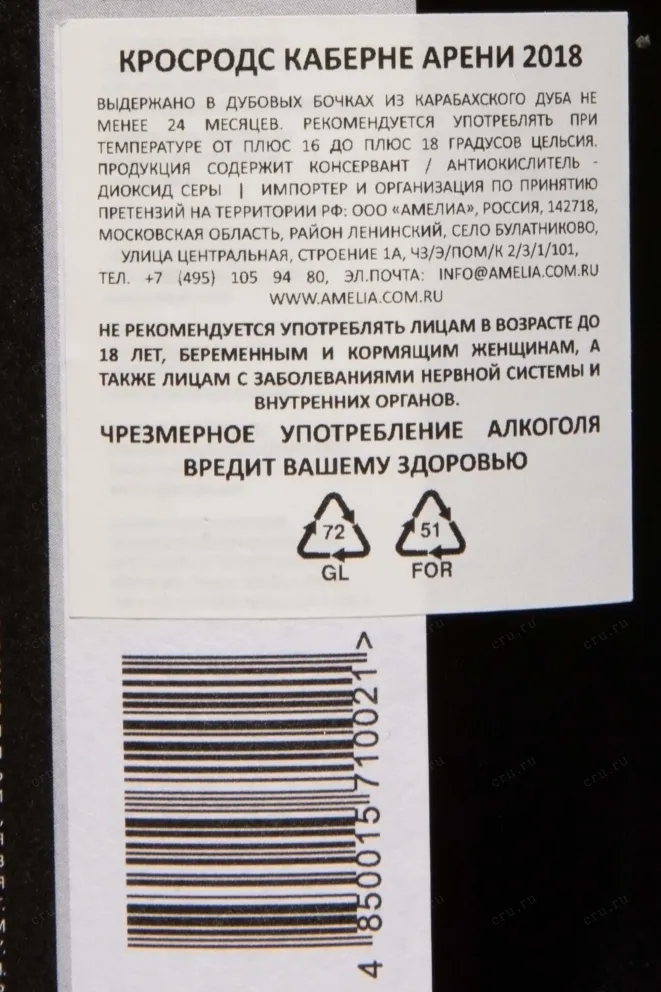 КРОСРОДС КАБЕРНЕ АРЕНИ 2018
ВЫДЕРЖАНО В ДУБОВЫХ БОЧКАХ ИЗ КАРАБАХСКОГО ДУБА НЕ
МЕНЕЕ 24 МЕСЯЦЕВ. РЕКОМЕНДУЕТСЯ УПОТРЕБЛЯТЬ ПРИ
ТЕМПЕРАТУРЕ ОТ ПЛЮС 16 ДО ПЛЮС 18 ГРАДУСОВ ЦЕЛЬСИЯ.
ПРОДУКЦИЯ СОДЕРЖИТ КОНСЕРВАНТ / АНТИОКИСЛИТЕЛЬ -
ДИОКСИД СЕРЫ | ИМПОРТЕР И ОРГАНИЗАЦИЯ ПО ПРИНЯТИЮ
ПРЕТЕНЗИЙ НА ТЕРРИТОРИИ РФ: ООО «АМЕЛИА», РОССИЯ, 142718,
МОСКОВСКАЯ ОБЛАСТЬ, РАЙОН ЛЕНИНСКИЙ, СЕЛО БУЛАТНИКОВО,
УЛИЦА ЦЕНТРАЛЬНАЯ, СТРОЕНИЕ 1А, ЧЗ/Э/ПОМ/К 2/3/1/101,
ТЕЛ. +7 (495) 105 94 80, ЭЛ.ПОЧТА: INFO@AMELIA.COM.RU
WWW.AMELIA.COM.RU
НЕ РЕКОМЕНДУЕТСЯ УПОТРЕБЛЯТЬ ЛИЦАМ В ВОЗРАСТЕ ДО
18 ЛЕТ, БЕРЕМЕННЫМ И КОРМЯЩИМ ЖЕНЩИНАМ, А
ТАКЖЕ ЛИЦАМ С ЗАБОЛЕВАНИЯМИ НЕРВНОЙ СИСТЕМЫ И
ВНУТРЕННИХ ОРГАНОВ.
ЧРЕЗМЕРНОЕ УПОТРЕБЛЕНИЕ АЛКОГОЛЯ
ВРЕДИТ ВАШЕМУ ЗДОРОВЬЮ
72 51
GL FOR
4 850015 710021 >
cru.ru